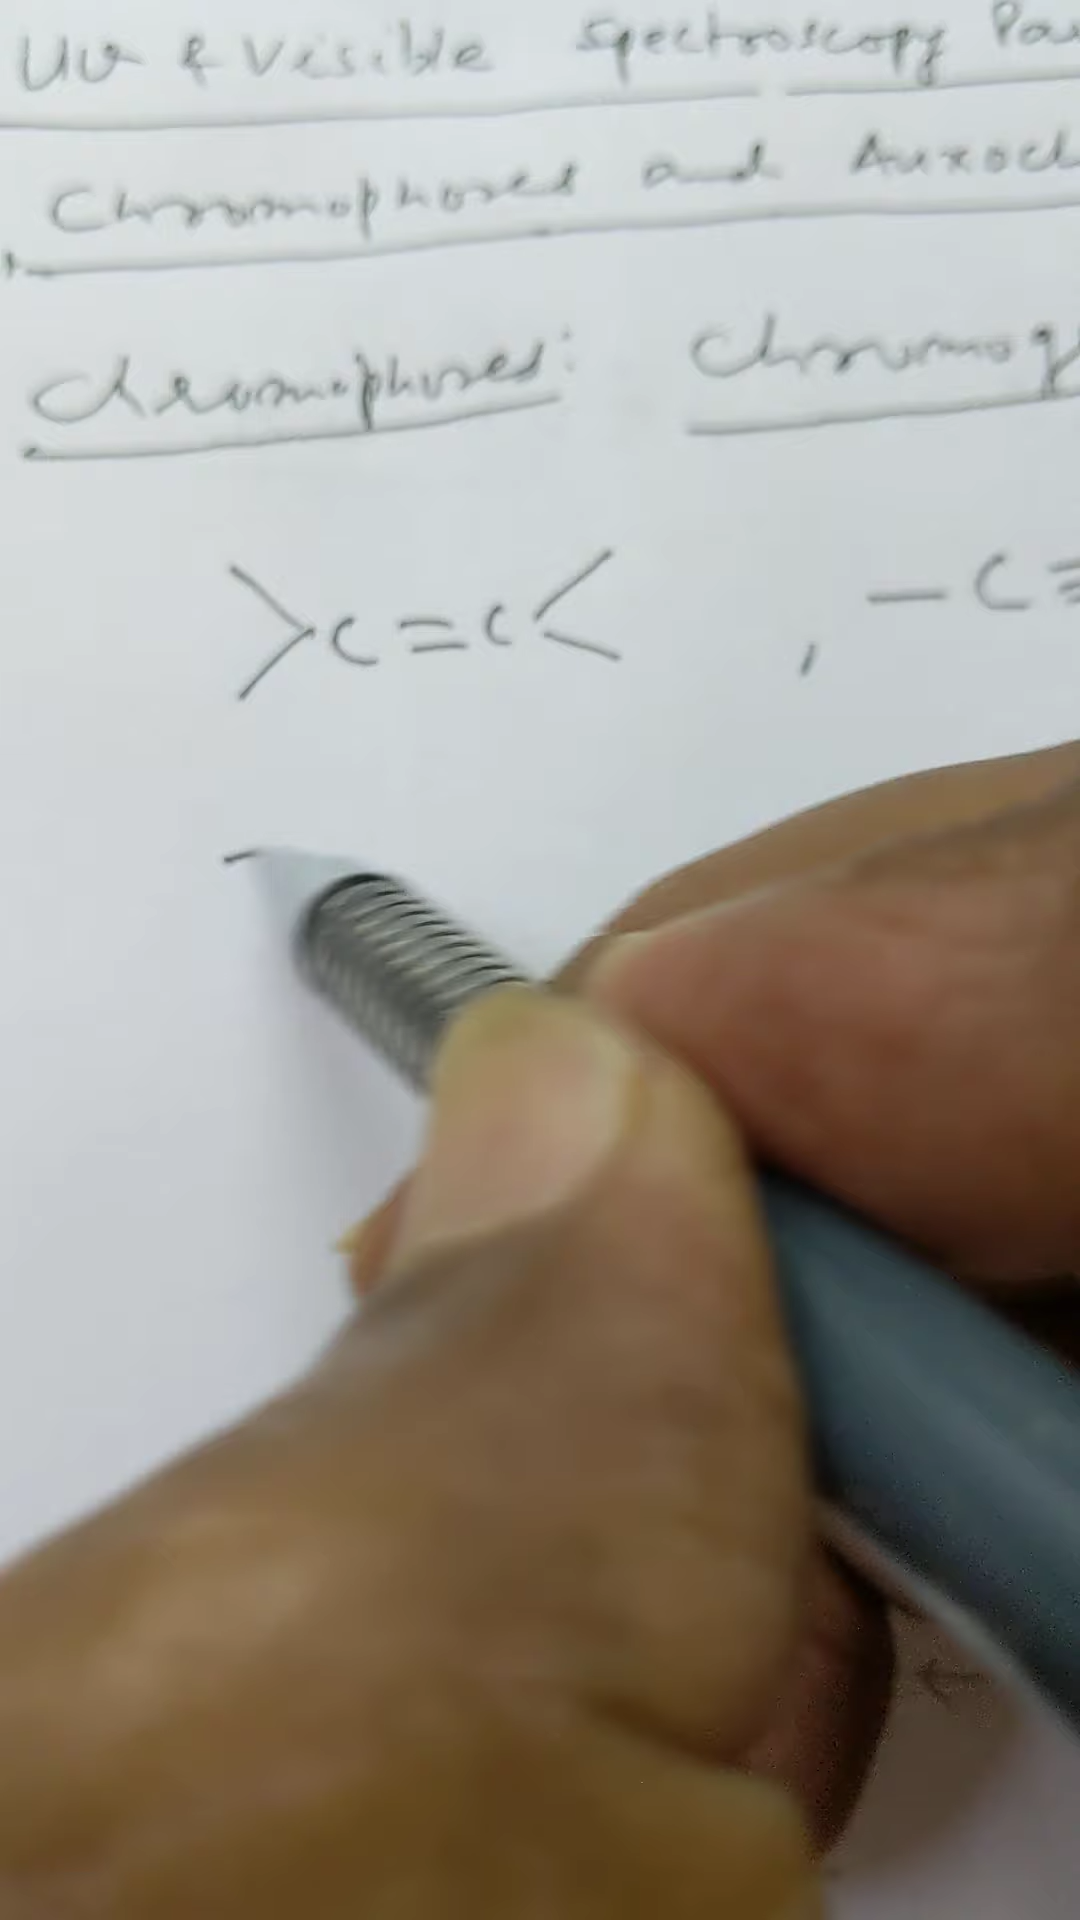 UV & Visible Spectroscopy
Chromophores and
Chromophores:
>C=C< , —C≡